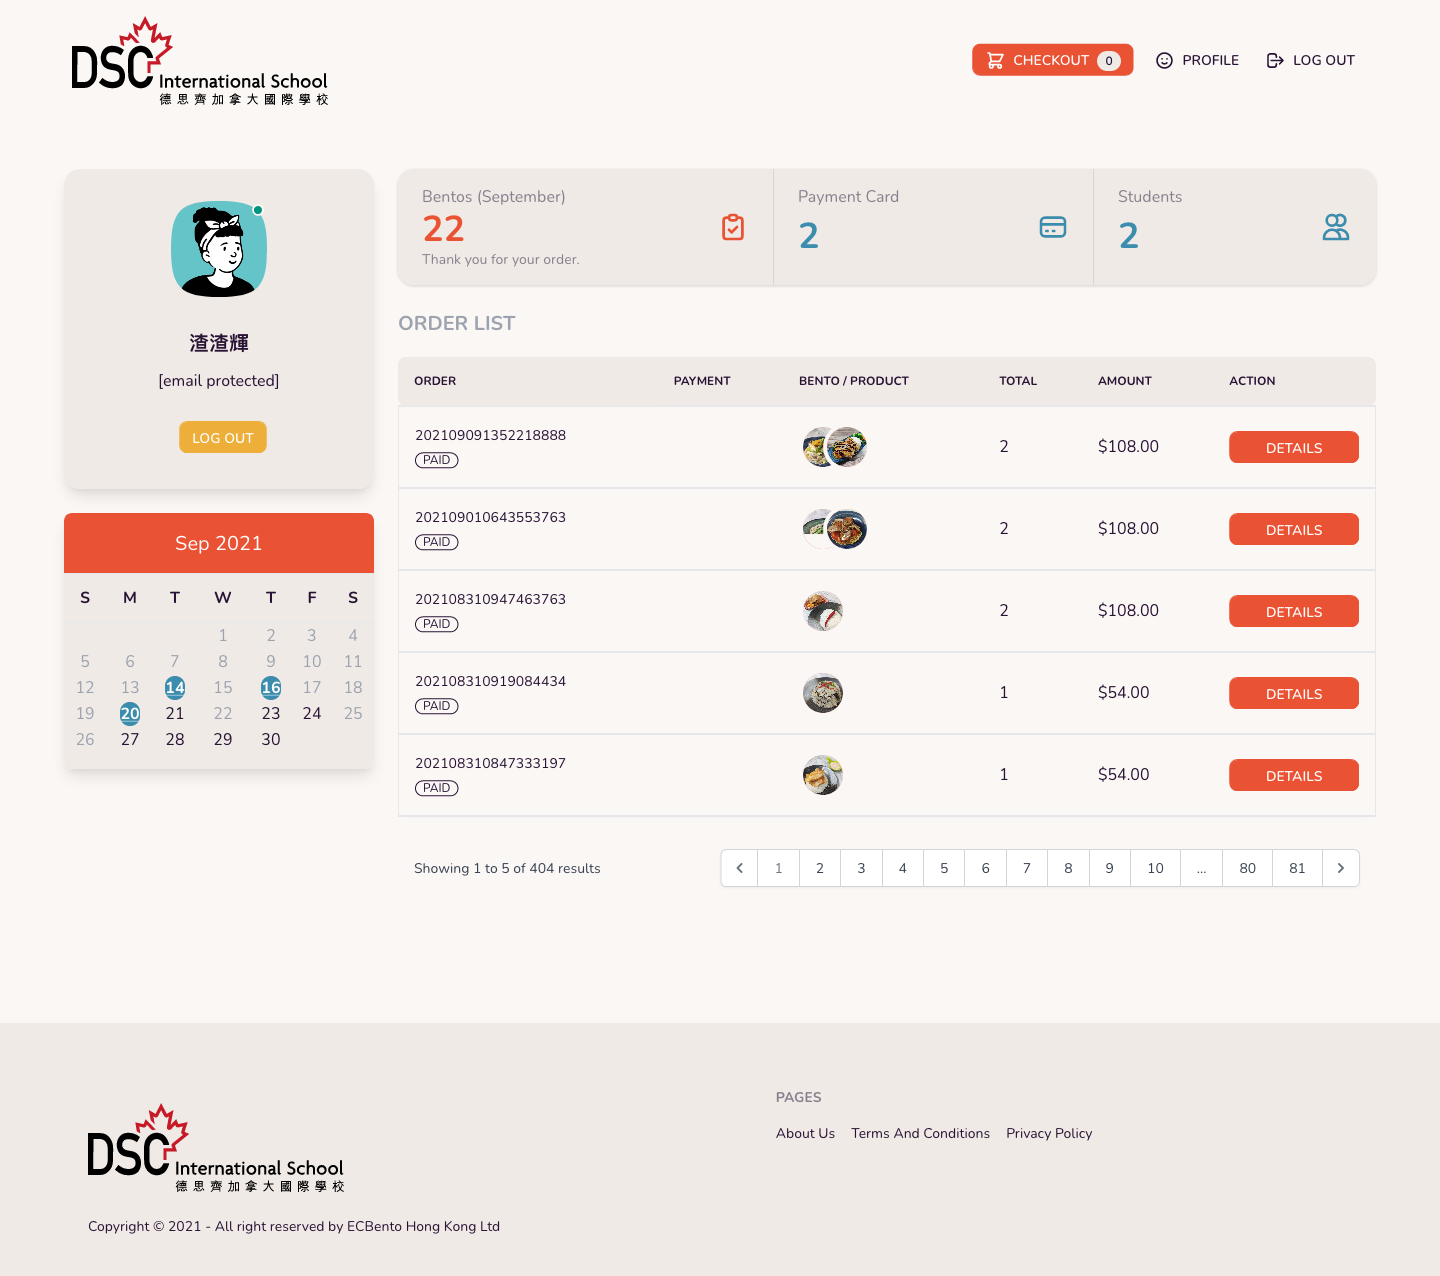 DSC International School
德思齊加拿大國際學校
CHECKOUT 0
PROFILE
LOG OUT
渣渣輝
[email protected]
LOG OUT
Sep 2021
S M T W T F S
1 2 3 4
5 6 7 8 9 10 11
12 13 14 15 16 17 18
19 20 21 22 23 24 25
26 27 28 29 30
Bentos (September)
22
Thank you for your order.
Payment Card
2
Students
2
ORDER LIST
ORDER PAYMENT BENTO / PRODUCT TOTAL AMOUNT ACTION
202109091352218888
PAID
2 $108.00 DETAILS
202109010643553763
PAID
2 $108.00 DETAILS
202108310947463763
PAID
2 $108.00 DETAILS
202108310919084434
PAID
1 $54.00 DETAILS
202108310847333197
PAID
1 $54.00 DETAILS
Showing 1 to 5 of 404 results
1 2 3 4 5 6 7 8 9 10 ... 80 81
DSC International School
德思齊加拿大國際學校
Copyright © 2021 - All right reserved by ECBento Hong Kong Ltd
PAGES
About Us Terms And Conditions Privacy Policy